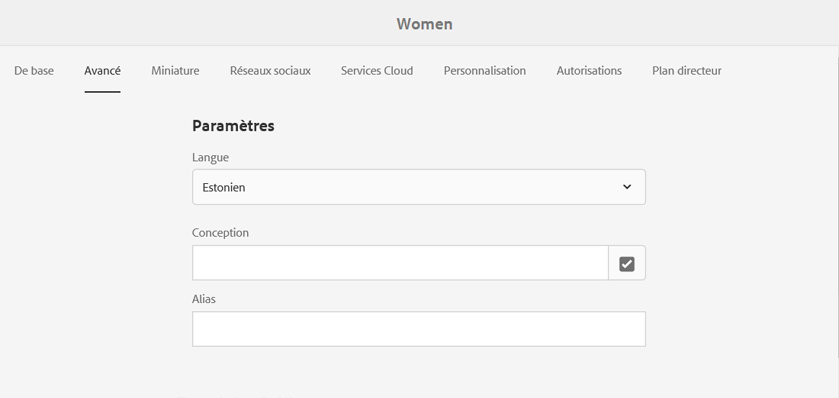 Women
De base Avancé Miniature Réseaux sociaux Services Cloud Personnalisation Autorisations Plan directeur
Paramètres
Langue
Estonien
Conception
Alias